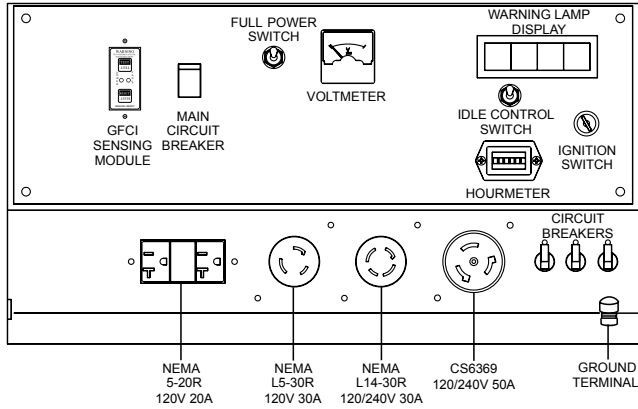 FULL POWER
SWITCH
WARNING LAMP
DISPLAY
VOLTMETER
MAIN
CIRCUIT
BREAKER
GFCI
SENSING
MODULE
IDLE CONTROL
SWITCH
IGNITION
SWITCH
HOURMETER
CIRCUIT
BREAKERS
NEMA
5-20R
120V 20A
NEMA
L5-30R
120V 30A
NEMA
L14-30R
120/240V 30A
CS6369
120/240V 50A
GROUND
TERMINAL